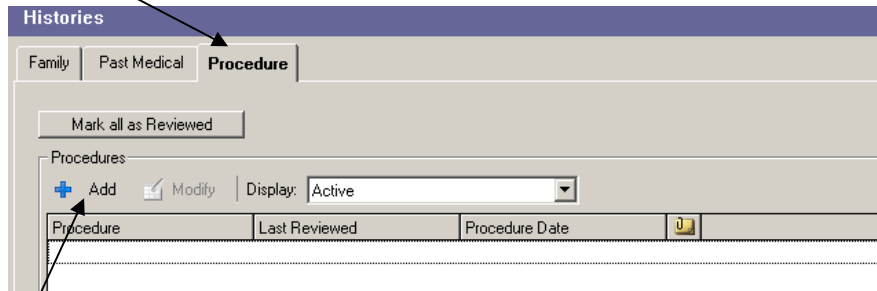 Histories
Family Past Medical Procedure
Mark all as Reviewed
Procedures
Add Modify Display: Active
Procedure Last Reviewed Procedure Date